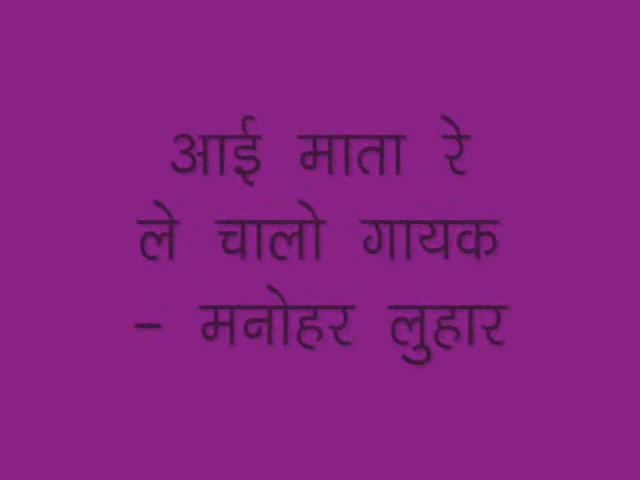 आई माता रे
ले चालो गायक
- मनोहर लुहार